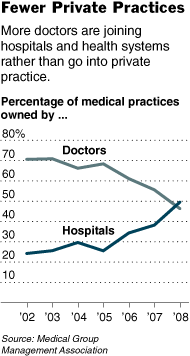 Fewer Private Practices
More doctors are joining
hospitals and health systems
rather than go into private
practice.
Percentage of medical practices
owned by ...
80%
70
60
50
40
30
20
10
Doctors
Hospitals
'02 '03 '04 '05 '06 '07 '08
Source: Medical Group
Management Association